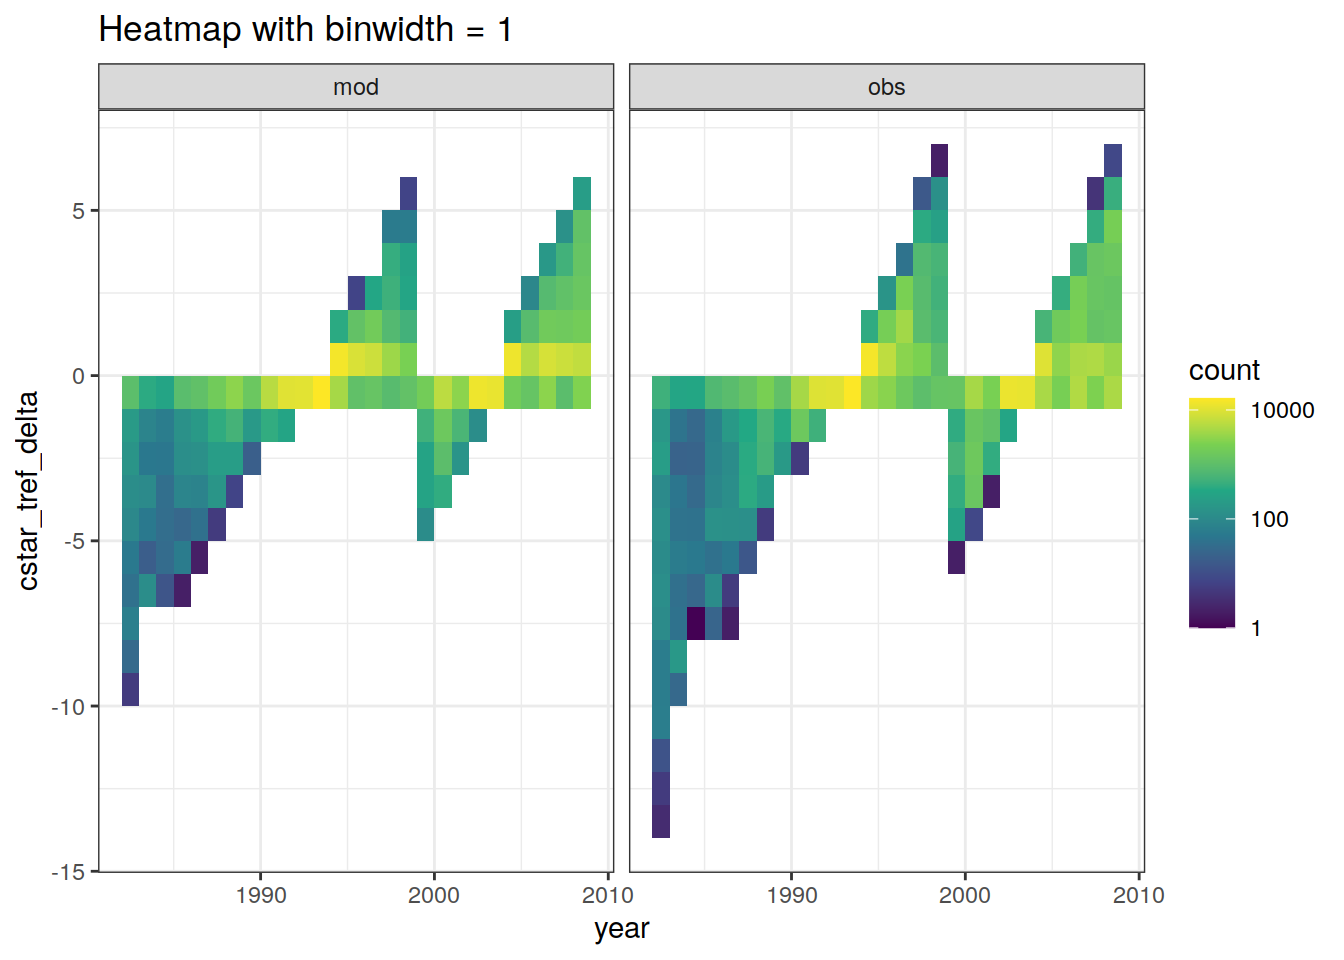 Heatmap with binwidth = 1
mod
obs
5
0
-5
-10
-15
cstar_tref_delta
1990
2000
2010
1990
2000
2010
year
count
10000
100
1